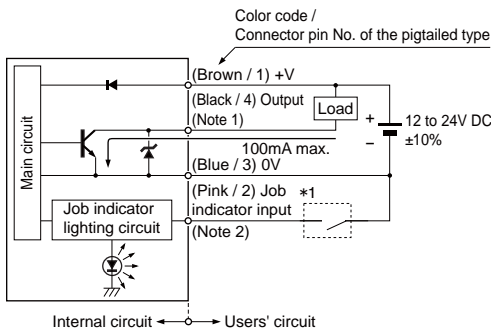 Color code /
Connector pin No. of the pigtailed type
(Brown / 1) +V
(Black / 4) Output
(Note 1)
Load
+
−
12 to 24V DC
±10%
100mA max.
(Blue / 3) 0V
Main circuit
(Pink / 2) Job
indicator input
(Note 2)
*1
Job indicator
lighting circuit
Internal circuit
Users' circuit